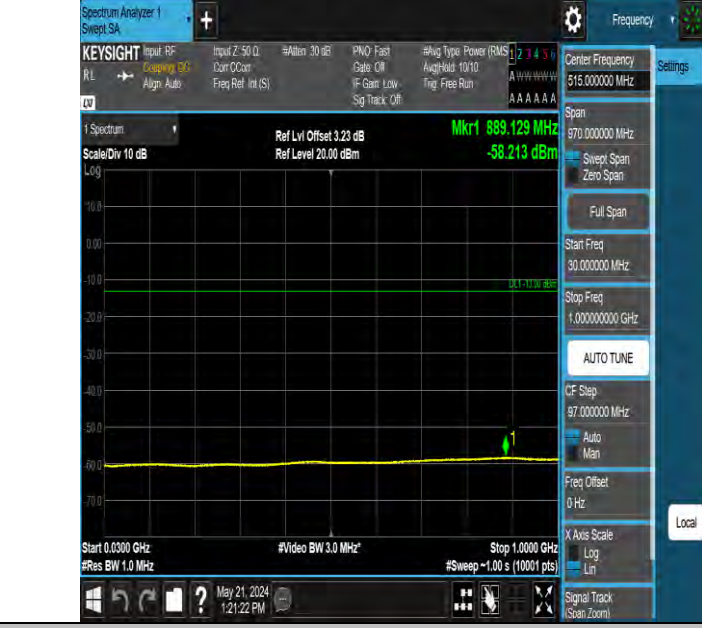 Spectrum Analyzer 1
Swept SA
+
Frequency
KEYSIGHT
Input: RF
Coupling: DC
Align: Auto
RL
LXI
Input Z: 50 Ω
Corr CCorr
Freq Ref: Int (S)
#Atten: 30 dB
PNO: Fast
Gate: Off
IF Gain: Low
Sig Track: Off
#Avg Type: Power (RMS
Avg|Hold: 10/10
Trig: Free Run
1 2 3 4 5 6
A W W W W W
A A A A A A
Center Frequency
515.000000 MHz
Settings
Span
970.000000 MHz
Swept Span
Zero Span
Full Span
Start Freq
30.000000 MHz
Stop Freq
1.000000000 GHz
AUTO TUNE
CF Step
97.000000 MHz
Auto
Man
Freq Offset
0 Hz
X Axis Scale
Log
Lin
Signal Track
(Span Zoom)
Local
1 Spectrum
Scale/Div 10 dB
Log
Ref Lvl Offset 3.23 dB
Ref Level 20.00 dBm
Mkr1 889.129 MHz
-58.213 dBm
10.0
0.00
-10.0
DL1 -13.00 dBm
-20.0
-30.0
-40.0
-50.0
1
-60.0
-70.0
Start 0.0300 GHz
#Video BW 3.0 MHz*
Stop 1.0000 GHz
#Res BW 1.0 MHz
#Sweep ~1.00 s (10001 pts)
?
May 21, 2024
1:21:22 PM